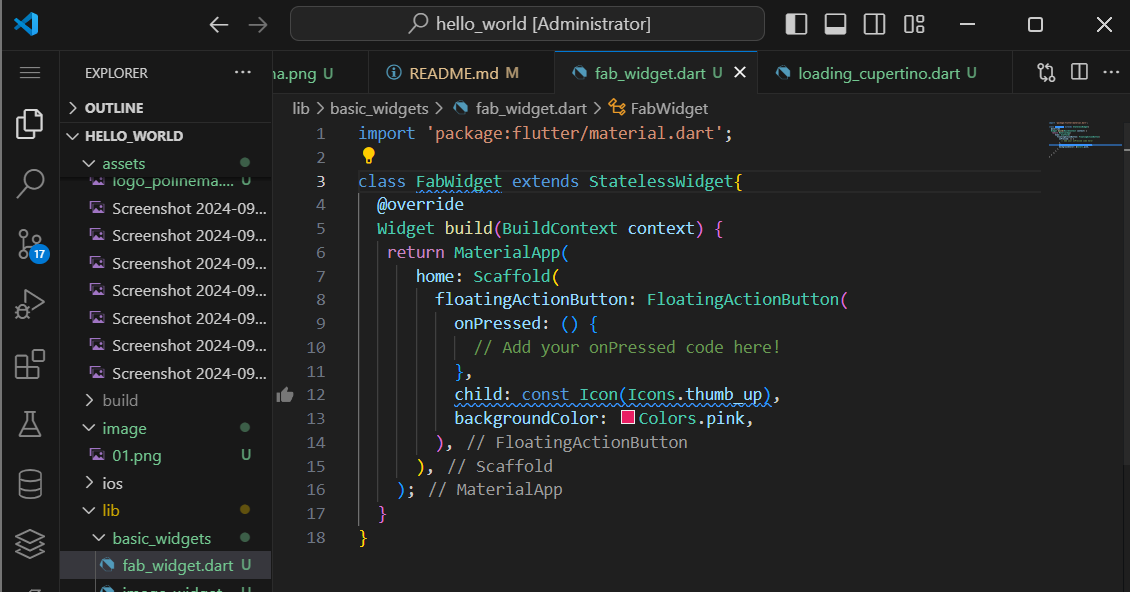 hello_world [Administrator]
EXPLORER
OUTLINE
HELLO_WORLD
assets
logo_polinema.... U
Screenshot 2024-09...
Screenshot 2024-09...
Screenshot 2024-09...
Screenshot 2024-09...
Screenshot 2024-09...
Screenshot 2024-09...
Screenshot 2024-09...
build
image
01.png U
ios
lib
basic_widgets
fab_widget.dart U
17
na.png U
README.md M
fab_widget.dart U
loading_cupertino.dart U
lib > basic_widgets > fab_widget.dart > FabWidget
1 import 'package:flutter/material.dart';
2
3 class FabWidget extends StatelessWidget{
4 @override
5 Widget build(BuildContext context) {
6 return MaterialApp(
7 home: Scaffold(
8 floatingActionButton: FloatingActionButton(
9 onPressed: () {
10 // Add your onPressed code here!
11 },
12 child: const Icon(Icons.thumb_up),
13 backgroundColor: Colors.pink,
14 ), // FloatingActionButton
15 ), // Scaffold
16 ); // MaterialApp
17 }
18 }